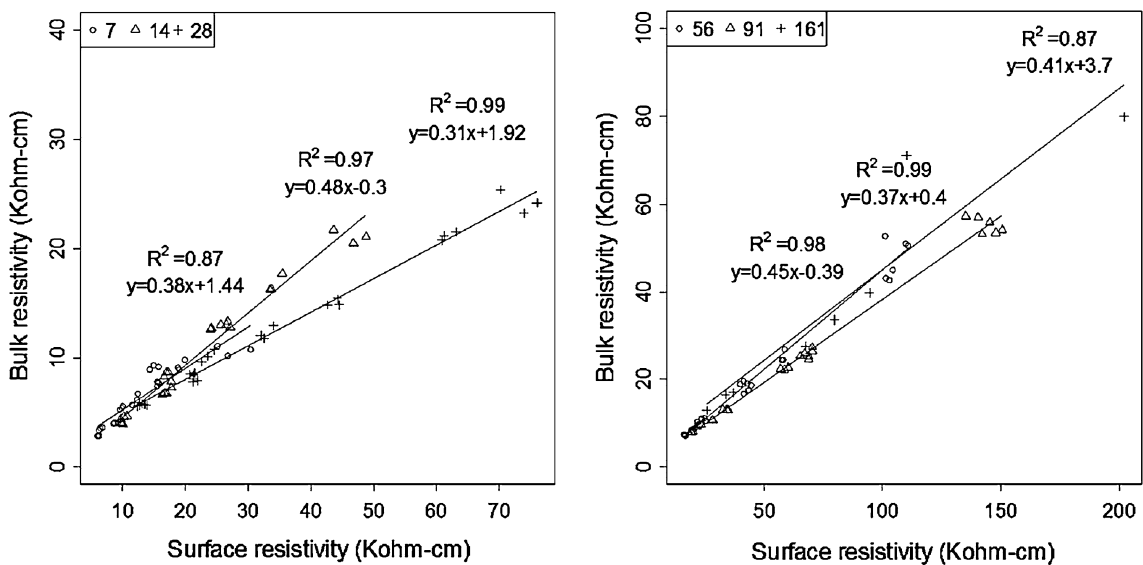 7 14 + 28
R² =0.99
y=0.31x+1.92
R² =0.97
y=0.48x-0.3
R² =0.87
y=0.38x+1.44
40
30
20
10
0
Bulk resistivity (Kohm-cm)
10 20 30 40 50 60 70
Surface resistivity (Kohm-cm)
56 91 + 161
R² =0.87
y=0.41x+3.7
R² =0.99
y=0.37x+0.4
R² =0.98
y=0.45x-0.39
100
80
60
40
20
0
Bulk resistivity (Kohm-cm)
50 100 150 200
Surface resistivity (Kohm-cm)